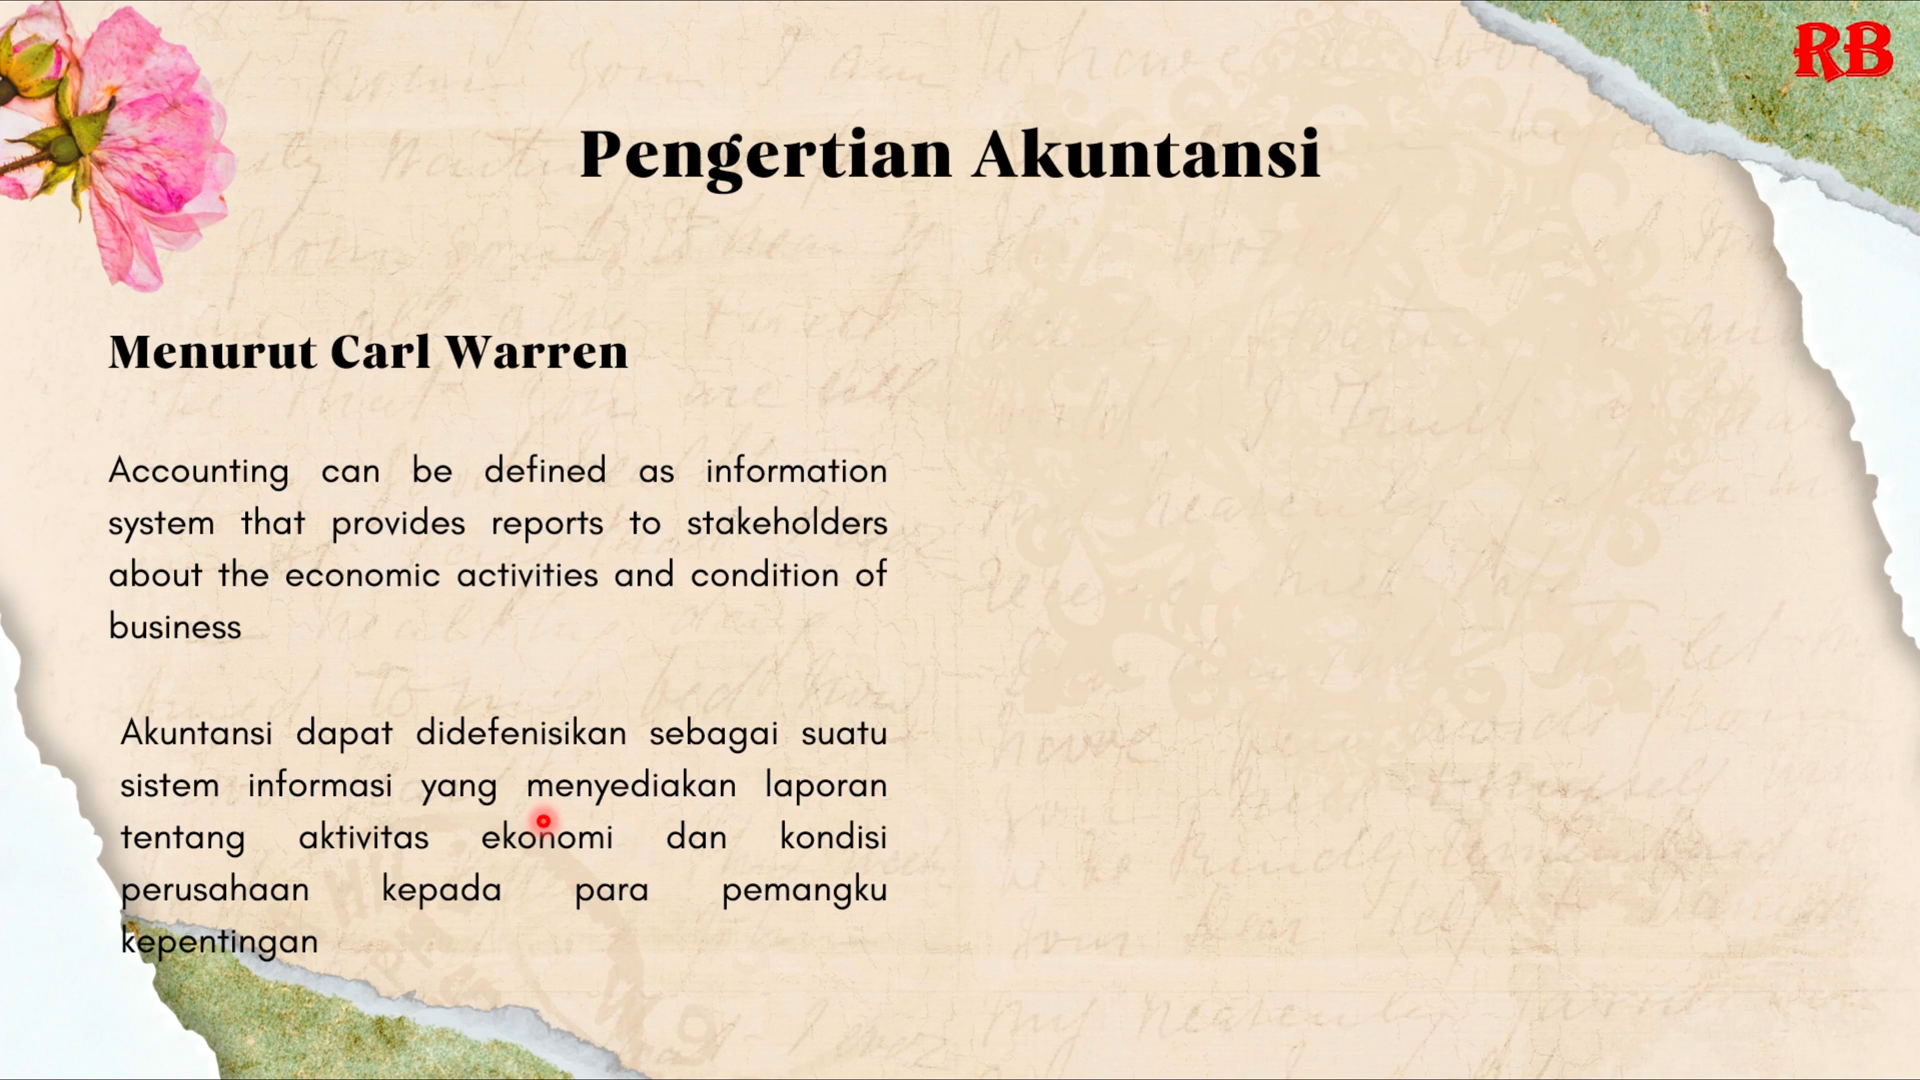 RB
Pengertian Akuntansi
Menurut Carl Warren
Accounting can be defined as information
system that provides reports to stakeholders
about the economic activities and condition of
business
Akuntansi dapat didefenisikan sebagai suatu
sistem informasi yang menyediakan laporan
tentang aktivitas ekonomi dan kondisi
perusahaan kepada para pemangku
kepentingan